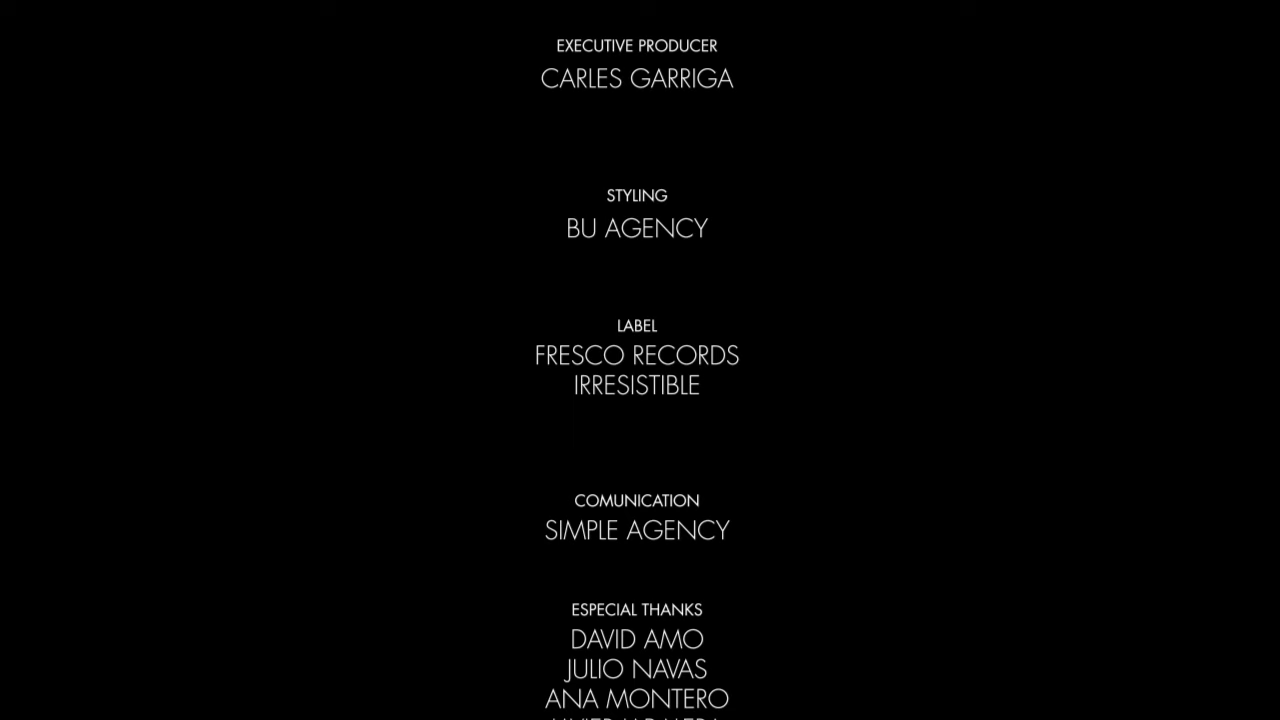 EXECUTIVE PRODUCER
CARLES GARRIGA
STYLING
BU AGENCY
LABEL
FRESCO RECORDS
IRRESISTIBLE
COMUNICATION
SIMPLE AGENCY
ESPECIAL THANKS
DAVID AMO
JULIO NAVAS
ANA MONTERO